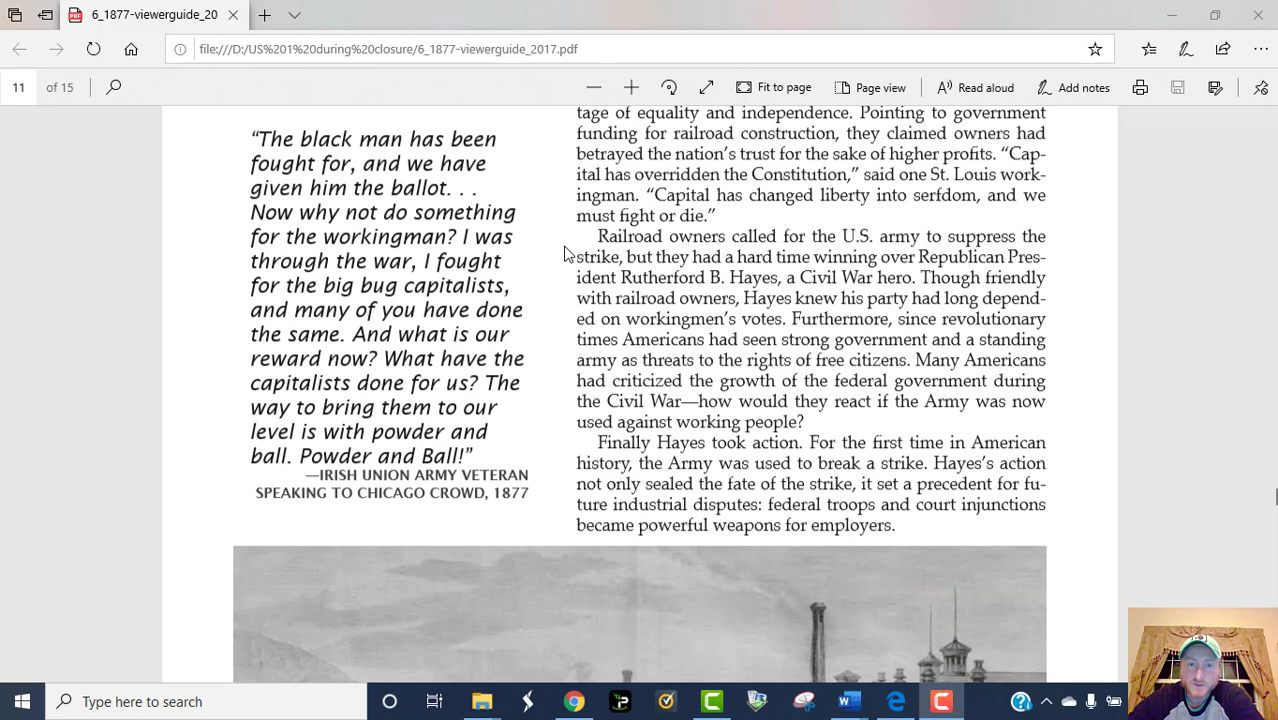 6_1877-viewerguide_20
file:///D:/US%201%20during%20closure/6_1877-viewerguide_2017.pdf
11 of 15
Fit to page
Page view
Read aloud
Add notes
"The black man has been
fought for, and we have
given him the ballot. . .
Now why not do something
for the workingman? I was
through the war, I fought
for the big bug capitalists,
and many of you have done
the same. And what is our
reward now? What have the
capitalists done for us? The
way to bring them to our
level is with powder and
ball. Powder and Ball!"
—IRISH UNION ARMY VETERAN
SPEAKING TO CHICAGO CROWD, 1877
tage of equality and independence. Pointing to government
funding for railroad construction, they claimed owners had
betrayed the nation's trust for the sake of higher profits. "Cap-
ital has overridden the Constitution," said one St. Louis work-
ingman. "Capital has changed liberty into serfdom, and we
must fight or die."
Railroad owners called for the U.S. army to suppress the
strike, but they had a hard time winning over Republican Pres-
ident Rutherford B. Hayes, a Civil War hero. Though friendly
with railroad owners, Hayes knew his party had long depend-
ed on workingmen's votes. Furthermore, since revolutionary
times Americans had seen strong government and a standing
army as threats to the rights of free citizens. Many Americans
had criticized the growth of the federal government during
the Civil War—how would they react if the Army was now
used against working people?
Finally Hayes took action. For the first time in American
history, the Army was used to break a strike. Hayes's action
not only sealed the fate of the strike, it set a precedent for fu-
ture industrial disputes: federal troops and court injunctions
became powerful weapons for employers.
Type here to search